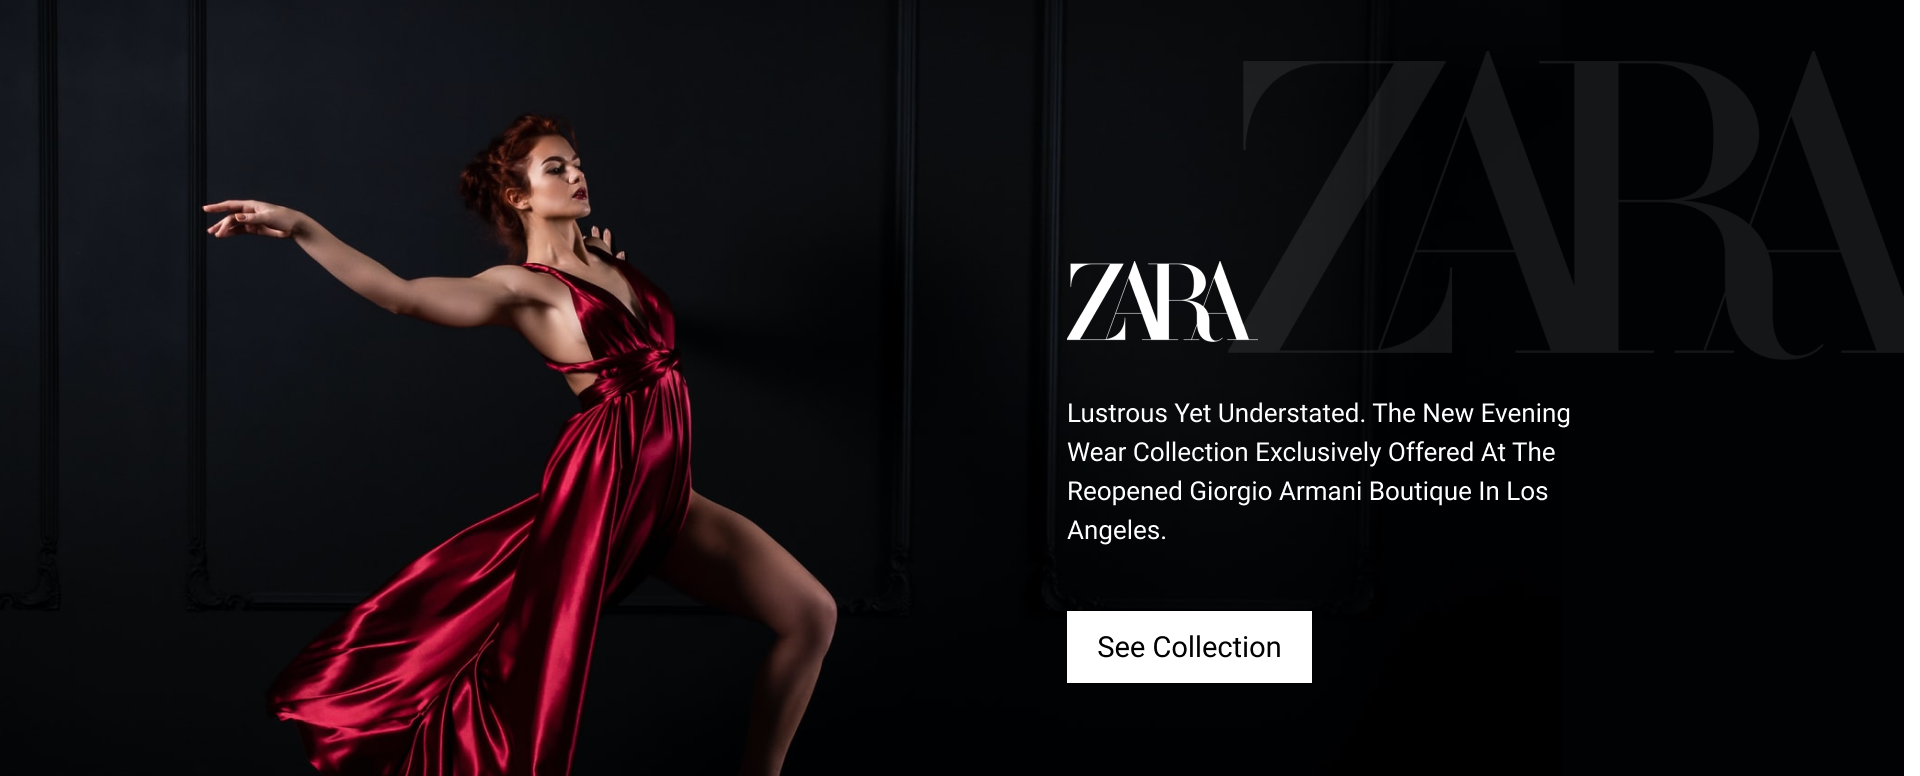 ZARA
ZARA
Lustrous Yet Understated. The New Evening
Wear Collection Exclusively Offered At The
Reopened Giorgio Armani Boutique In Los
Angeles.
See Collection